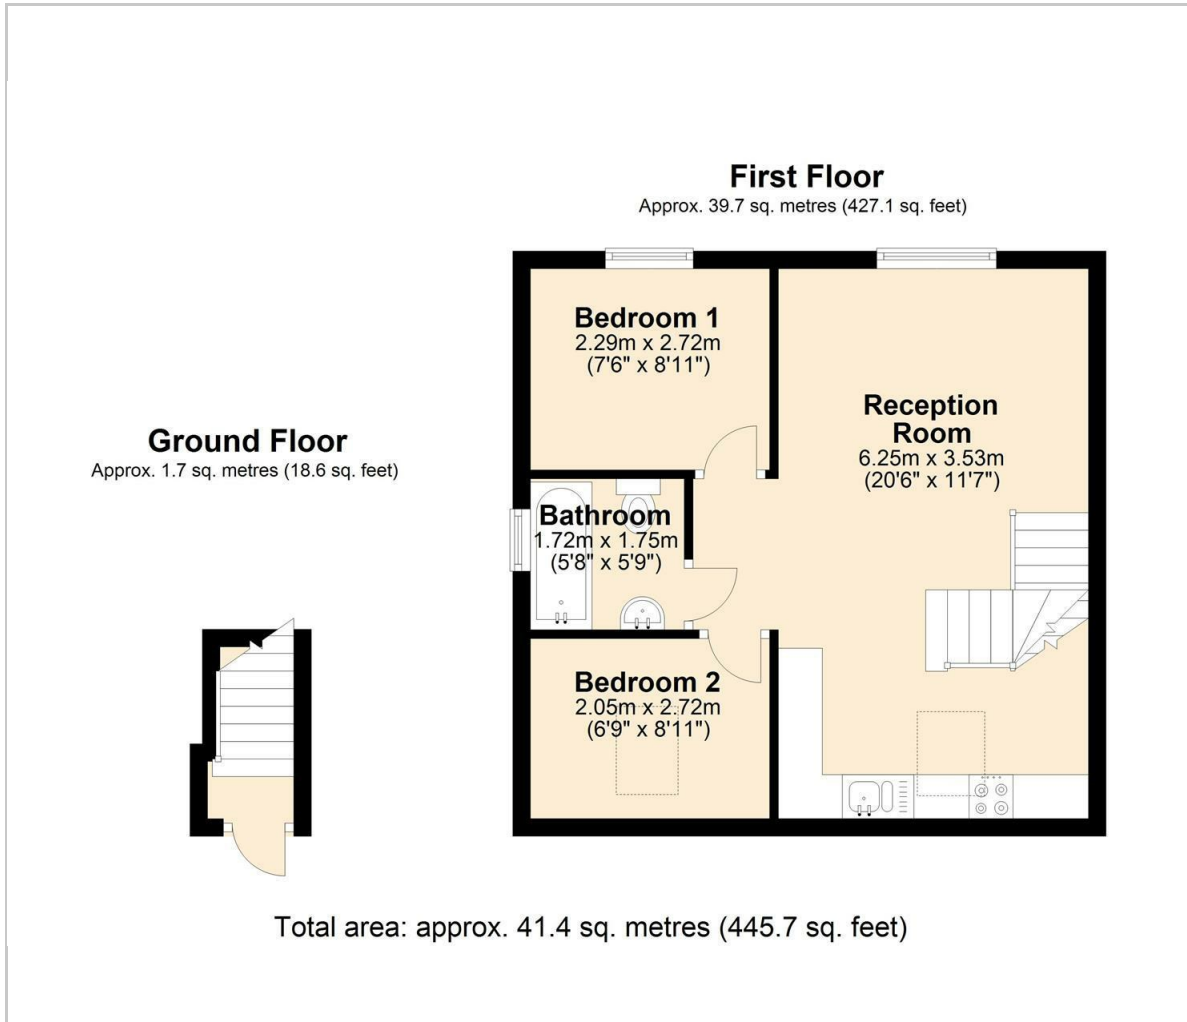 First Floor
Approx. 39.7 sq. metres (427.1 sq. feet)
Bedroom 1
2.29m x 2.72m
(7'6" x 8'11")
Reception
Room
6.25m x 3.53m
(20'6" x 11'7")
Ground Floor
Approx. 1.7 sq. metres (18.6 sq. feet)
Bathroom
1.72m x 1.75m
(5'8" x 5'9")
Bedroom 2
2.05m x 2.72m
(6'9" x 8'11")
Total area: approx. 41.4 sq. metres (445.7 sq. feet)